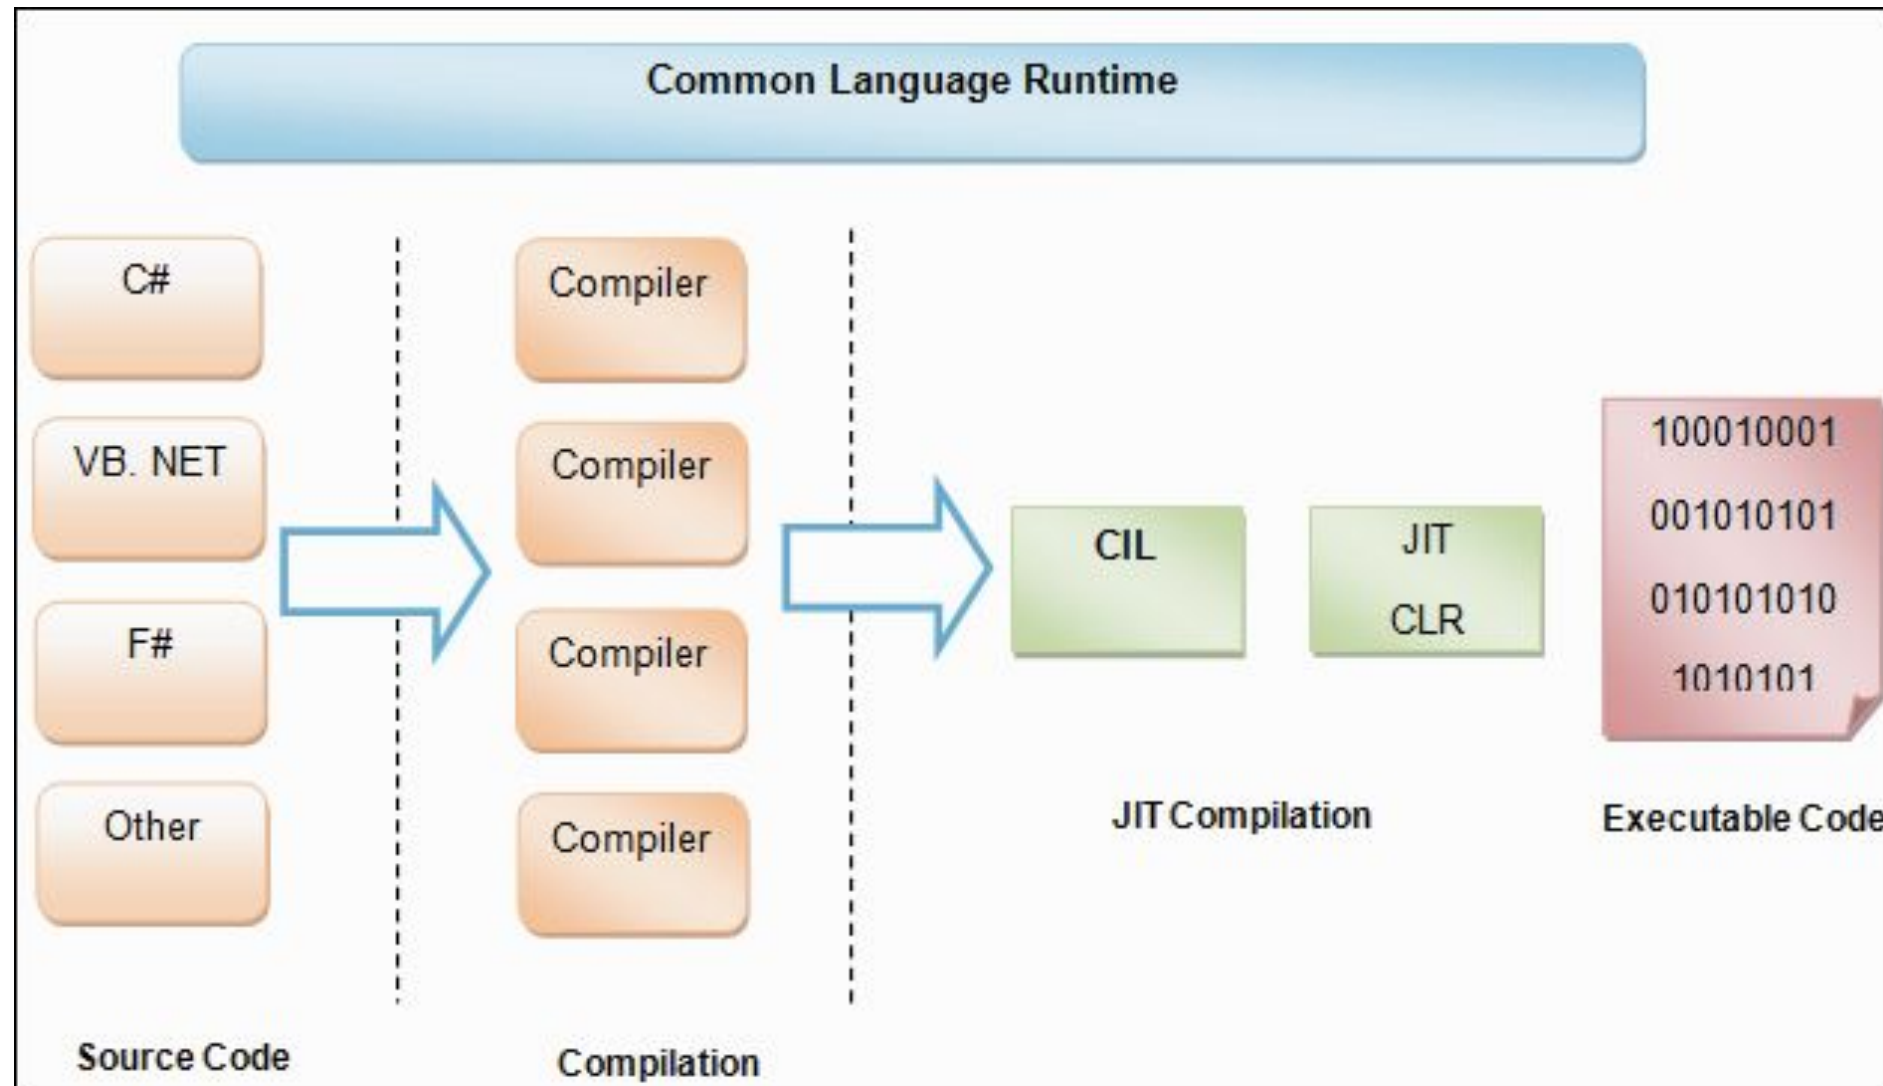 Common Language Runtime
C#
VB. NET
F#
Other
Source Code
Compiler
Compiler
Compiler
Compiler
Compilation
CIL
JIT
CLR
JIT Compilation
100010001
001010101
010101010
1010101
Executable Code